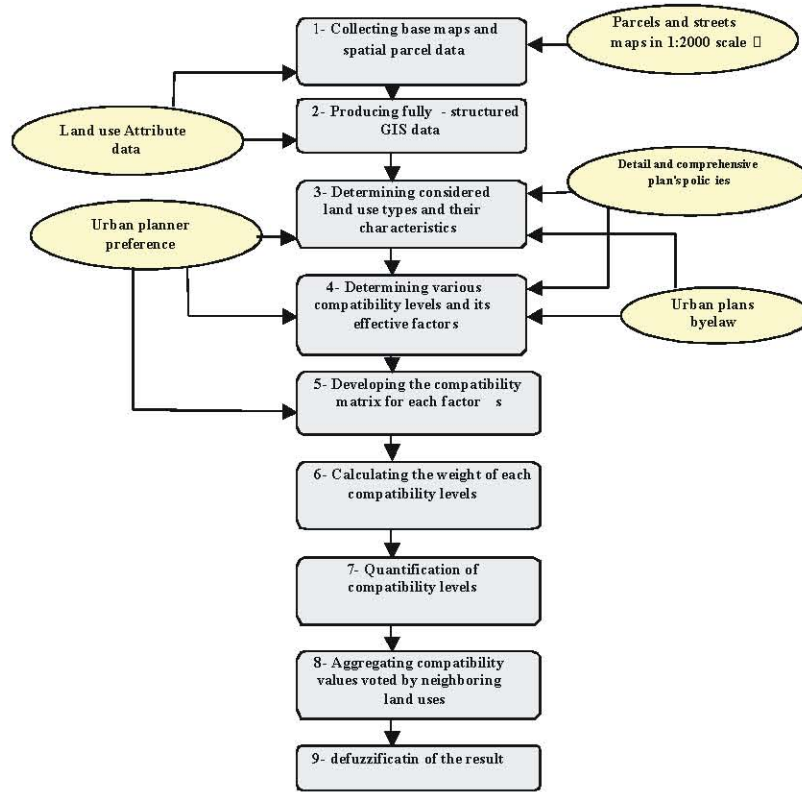 1- Collecting base maps and
spatial parcel data
Parcels and streets
maps in 1:2000 scale
2- Producing fully - structured
GIS data
Land use Attribute
data
Detail and comprehensive
plan's polic ies
3- Determining considered
land use types and their
characteristics
Urban planner
preference
4- Determining various
compatibility levels and its
effective factors
Urban plans
byelaw
5- Developing the compatibility
matrix for each factor s
6- Calculating the weight of each
compatibility levels
7- Quantification of
compatibility levels
8- Aggregating compatibility
values voted by neighboring
land uses
9- defuzzificatin of the result